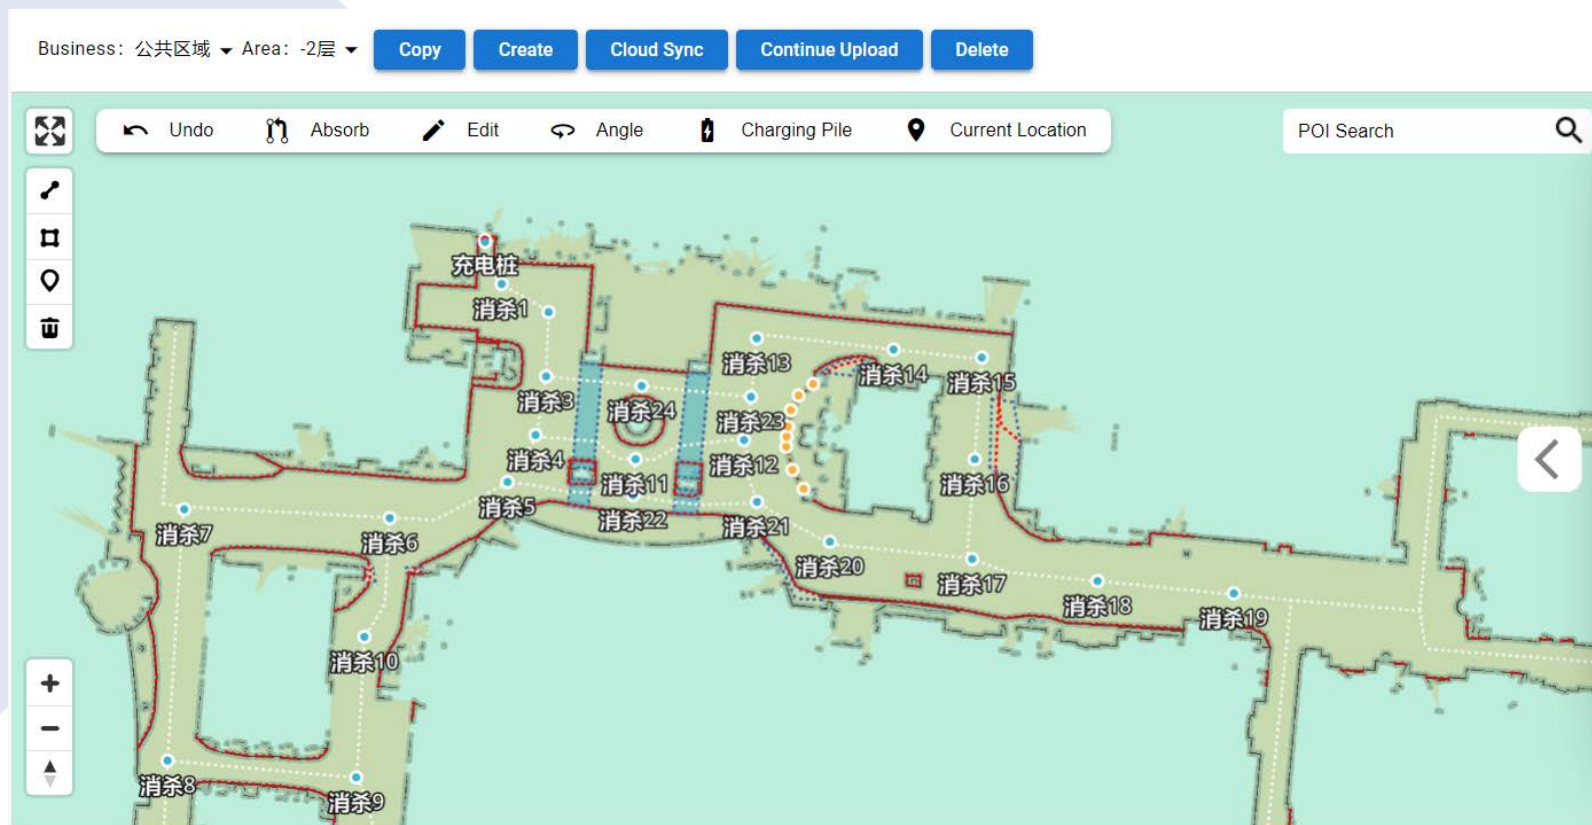 Business: 公共区域 Area: -2层 Copy Create Cloud Sync Continue Upload Delete
Undo Absorb Edit Angle Charging Pile Current Location POI Search
充电桩
消杀1
消杀13
消杀14
消杀15
消杀3
消杀24
消杀23
消杀4
消杀12
消杀11
消杀16
消杀5
消杀22
消杀21
消杀7
消杀6
消杀20
消杀17
消杀18
消杀19
消杀10
消杀8
消杀9